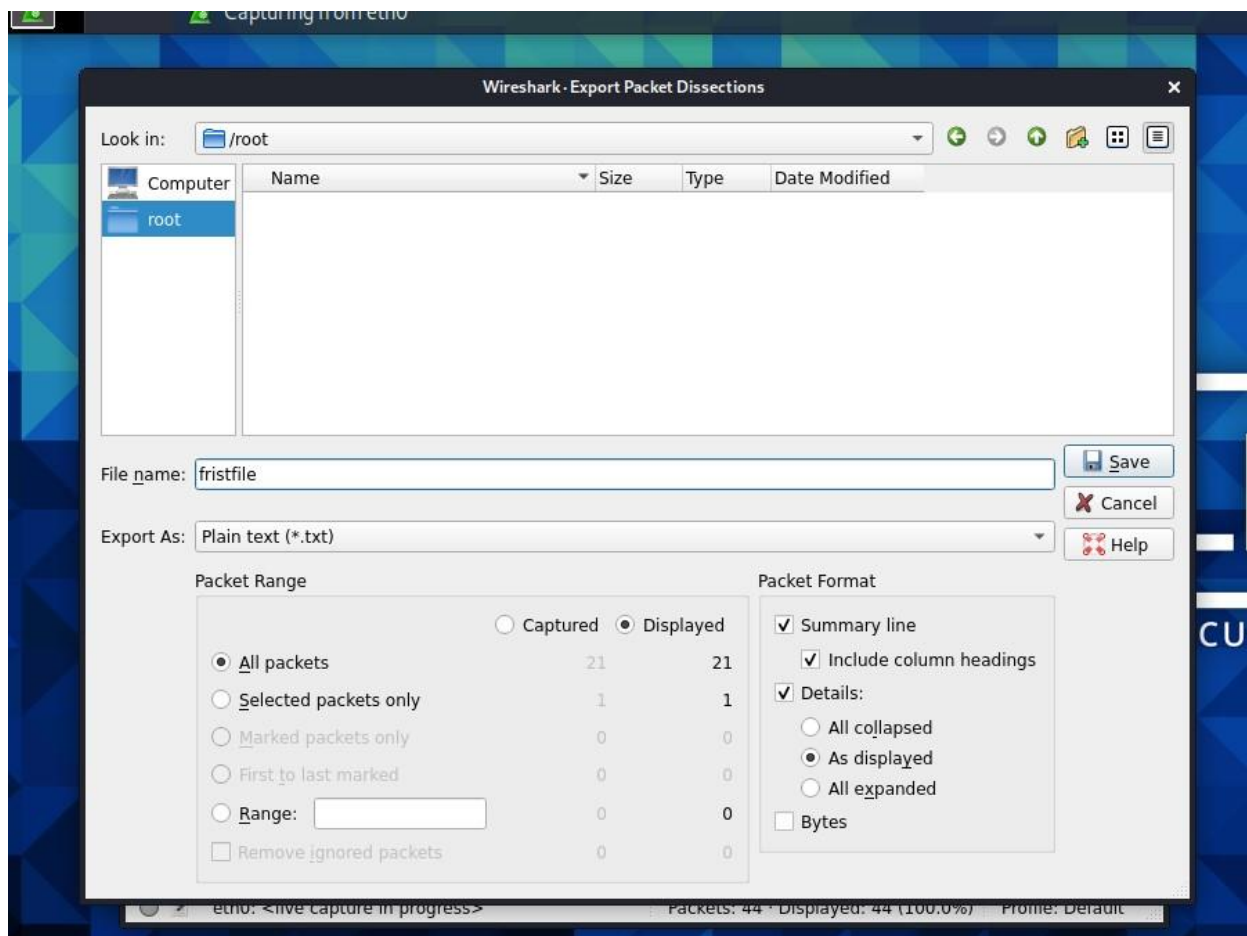 Capturing from eth0
Wireshark · Export Packet Dissections
Look in: /root
Computer
root
Name Size Type Date Modified
File name: fristfile
Save
Cancel
Export As: Plain text (*.txt)
Help
Packet Range
Packet Format
Captured Displayed
Summary line
All packets 21 21
Include column headings
Selected packets only 1 1
Details:
Marked packets only 0 0
All collapsed
First to last marked 0 0
As displayed
Range: 0 0
All expanded
Remove ignored packets 0 0
Bytes
CU
eth0: <live capture in progress> Packets: 44 · Displayed: 44 (100.0%) Profile: Default